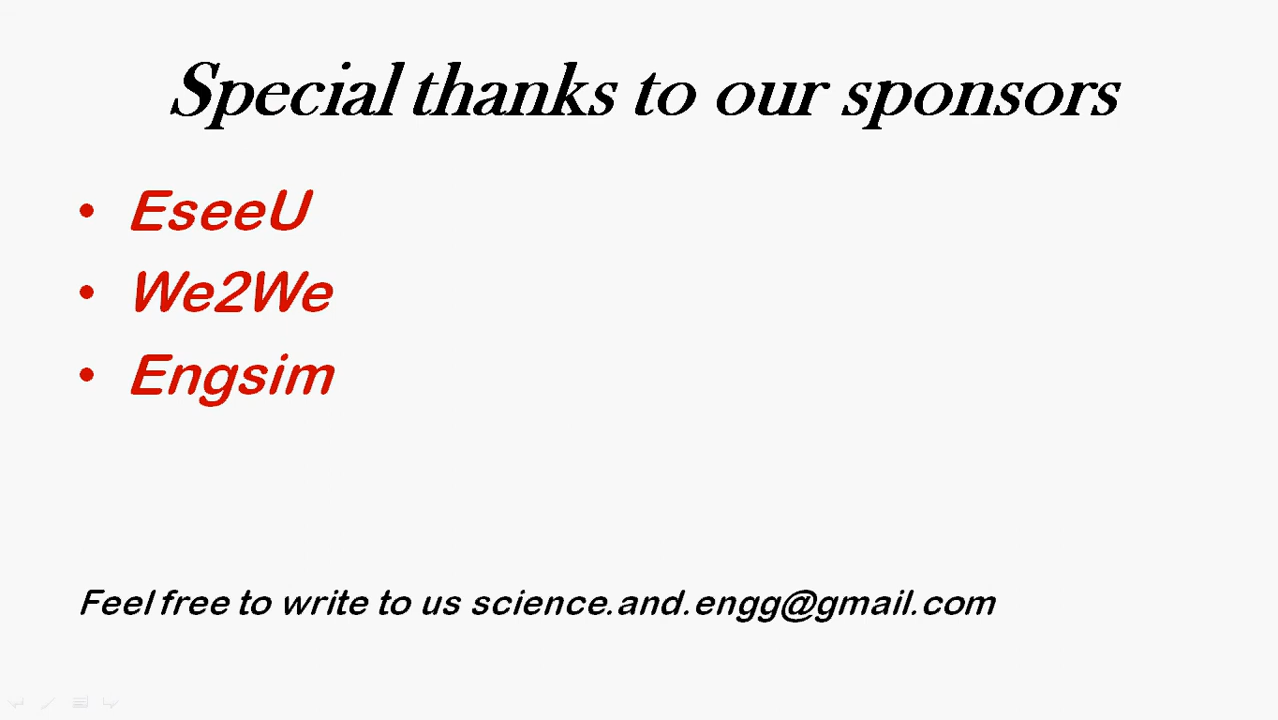 Special thanks to our sponsors
• EseeU
• We2We
• Engsim
Feel free to write to us science.and.engg@gmail.com